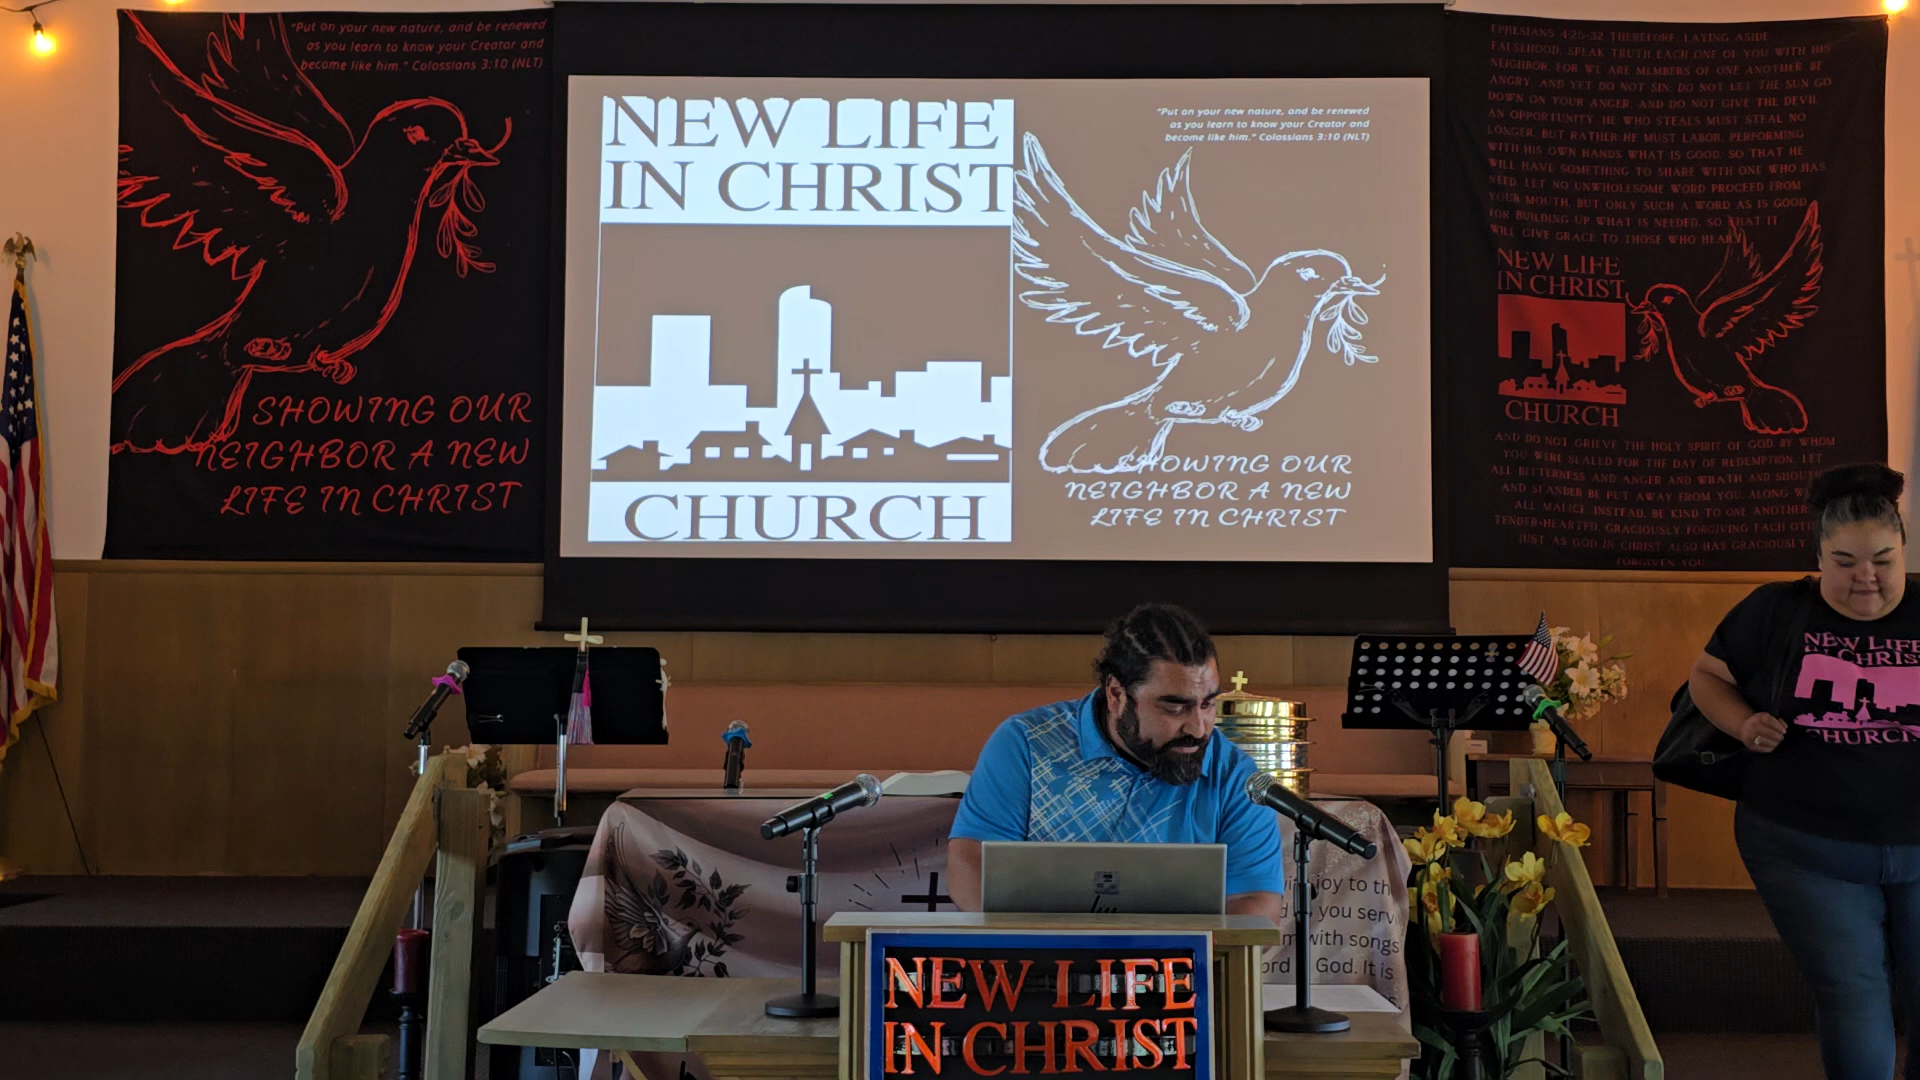 "Put on your new nature, and be renewed
as you learn to know your Creator and
become like him." Colossians 3:10 (NLT)
SHOWING OUR
NEIGHBOR A NEW
LIFE IN CHRIST
NEW LIFE
IN CHRIST
CHURCH
"Put on your new nature, and be renewed
as you learn to know your Creator and
become like him." Colossians 3:10 (NLT)
SHOWING OUR
NEIGHBOR A NEW
LIFE IN CHRIST
EPHESIANS 4:25-32 THEREFORE, LAYING ASIDE
FALSEHOOD, SPEAK TRUTH EACH ONE OF YOU WITH HIS
NEIGHBOR, FOR WE ARE MEMBERS OF ONE ANOTHER. BE
ANGRY, AND YET DO NOT SIN; DO NOT LET THE SUN GO
DOWN ON YOUR ANGER, AND DO NOT GIVE THE DEVIL
AN OPPORTUNITY. HE WHO STEALS MUST STEAL NO
LONGER; BUT RATHER HE MUST LABOR, PERFORMING
WITH HIS OWN HANDS WHAT IS GOOD, SO THAT HE
WILL HAVE SOMETHING TO SHARE WITH ONE WHO HAS
NEED. LET NO UNWHOLESOME WORD PROCEED FROM
YOUR MOUTH, BUT ONLY SUCH A WORD AS IS GOOD
FOR BUILDING UP WHAT IS NEEDED, SO THAT IT
WILL GIVE GRACE TO THOSE WHO HEAR
NEW LIFE
IN CHRIST
CHURCH
AND DO NOT GRIEVE THE HOLY SPIRIT OF GOD, BY WHOM
YOU WERE SEALED FOR THE DAY OF REDEMPTION. LET
ALL BITTERNESS AND ANGER AND WRATH AND SHOUT
AND SLANDER BE PUT AWAY FROM YOU, ALONG W
ALL MALICE. INSTEAD, BE KIND TO ONE ANOTHER
TENDER-HEARTED, GRACIOUSLY FORGIVING EACH OT
JUST AS GOD IN CHRIST ALSO HAS GRACIOUSLY
FORGIVEN YOU
NEW LIFE
IN CHRIS
CHURCH
hp
joy to th
you serv
with songs
God. It is
NEW LIFE
IN CHRIST